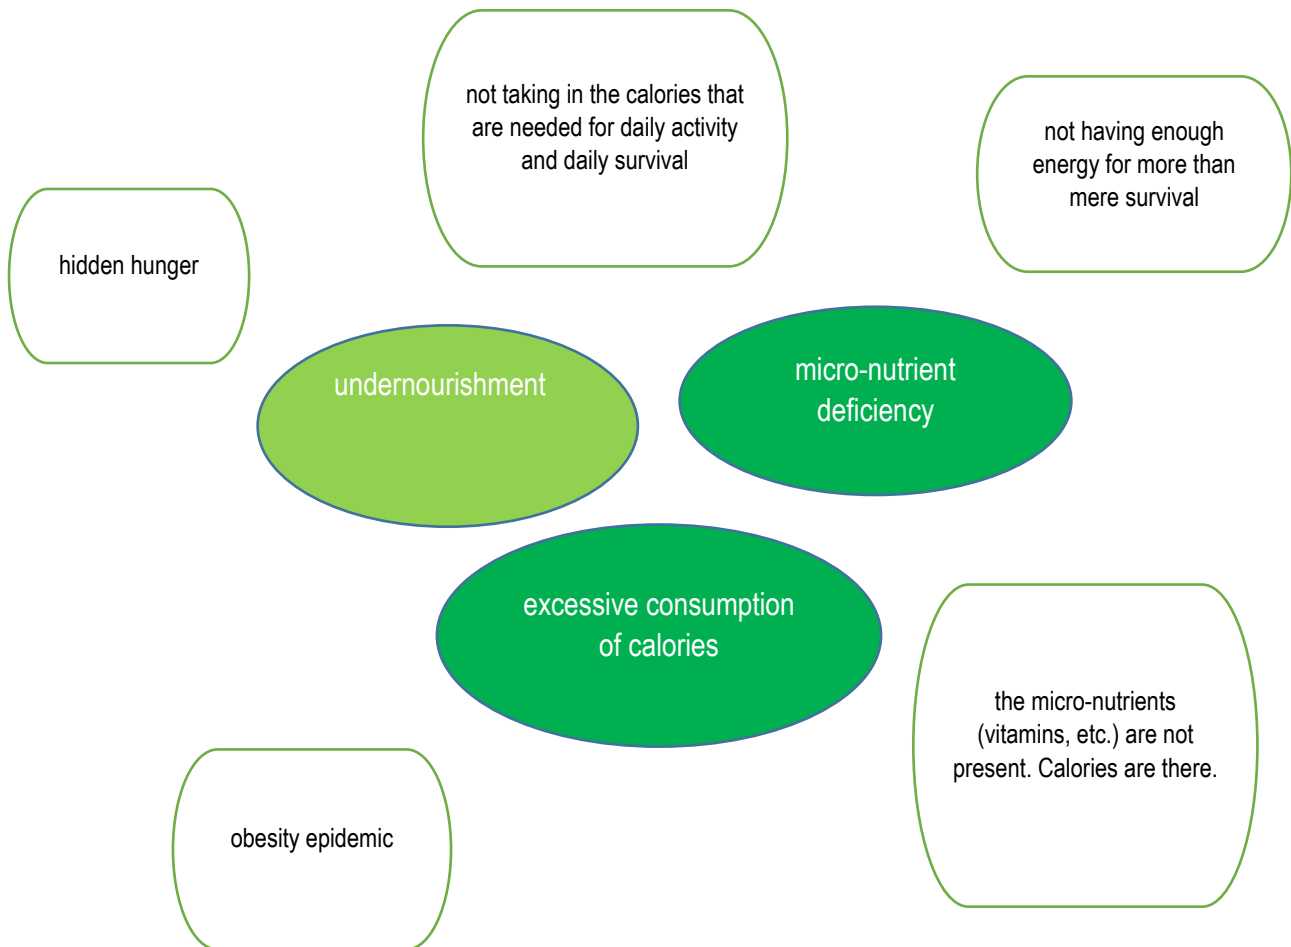 not taking in the calories that
are needed for daily activity
and daily survival
not having enough
energy for more than
mere survival
hidden hunger
undernourishment
micro-nutrient
deficiency
excessive consumption
of calories
the micro-nutrients
(vitamins, etc.) are not
present. Calories are there.
obesity epidemic